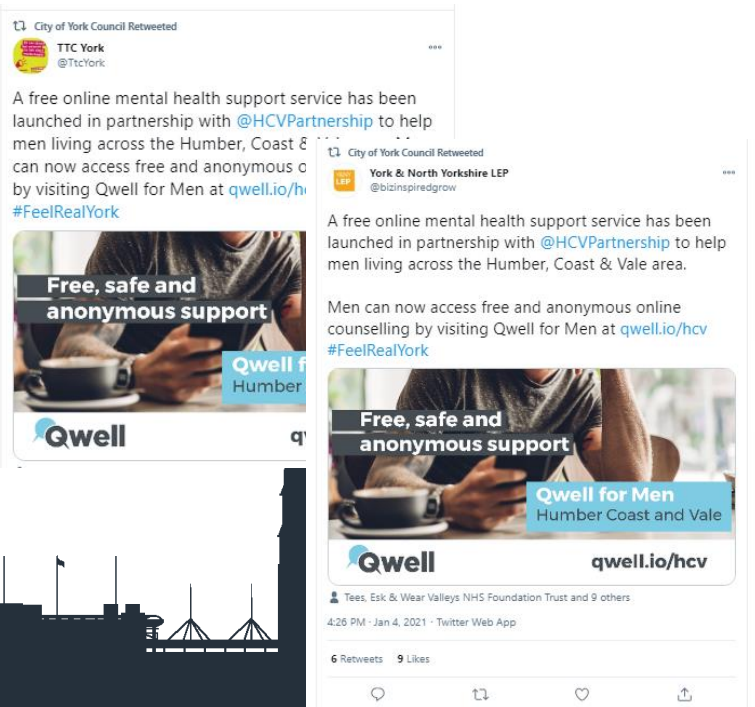 City of York Council Retweeted
TTC York
@TtcYork
A free online mental health support service has been
launched in partnership with @HCVPartnership to help
men living across the Humber, Coast &
can now access free and anonymous
by visiting Qwell for Men at qwell.io/h
#FeelRealYork
Free, safe and
anonymous support
Qwell f
Humber
Qwell
City of York Council Retweeted
York & North Yorkshire LEP
@bizinspiredgrow
A free online mental health support service has been
launched in partnership with @HCVPartnership to help
men living across the Humber, Coast & Vale area.
Men can now access free and anonymous online
counselling by visiting Qwell for Men at qwell.io/hcv
#FeelRealYork
Free, safe and
anonymous support
Qwell for Men
Humber Coast and Vale
Qwell
qwell.io/hcv
Tees, Esk & Wear Valleys NHS Foundation Trust and 9 others
4:26 PM · Jan 4, 2021 · Twitter Web App
6 Retweets 9 Likes